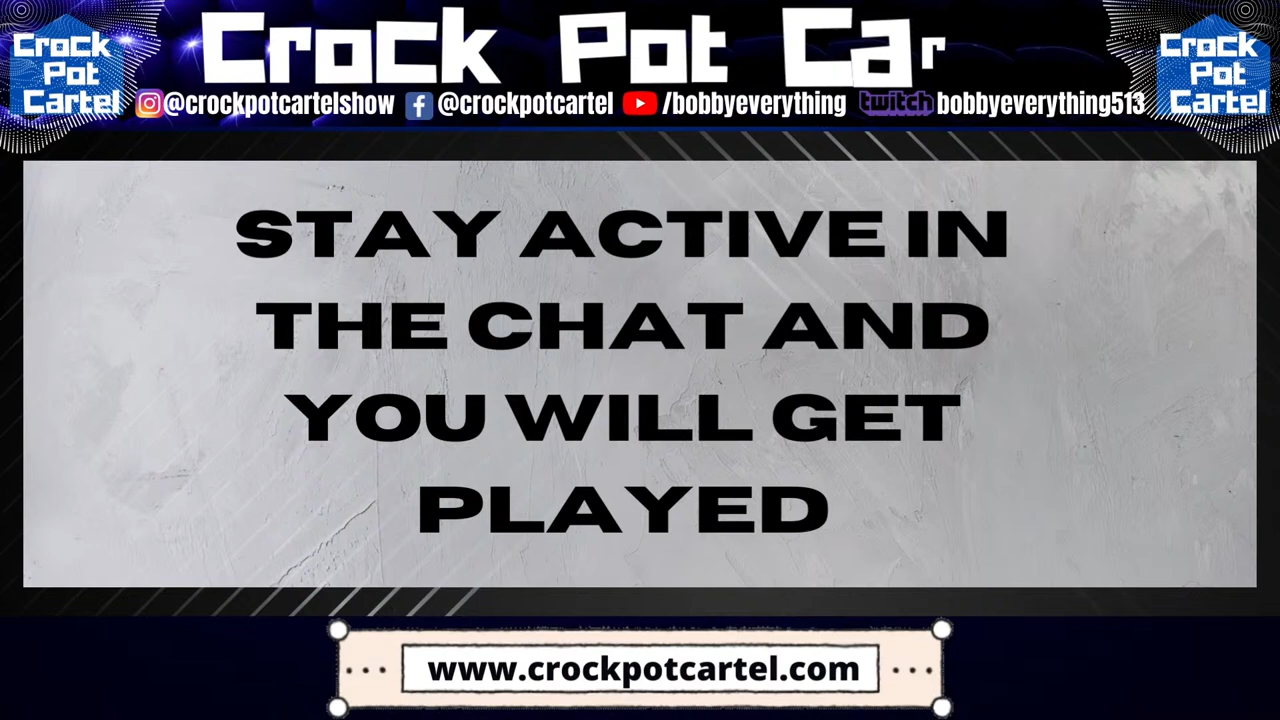 Crock Pot Car
Crock
Pot
Cartel
@crockpotcartelshow @crockpotcartel /bobbyeverything twitch bobbyeverything513
Crock
Pot
Cartel
STAY ACTIVE IN
THE CHAT AND
YOU WILL GET
PLAYED
www.crockpotcartel.com